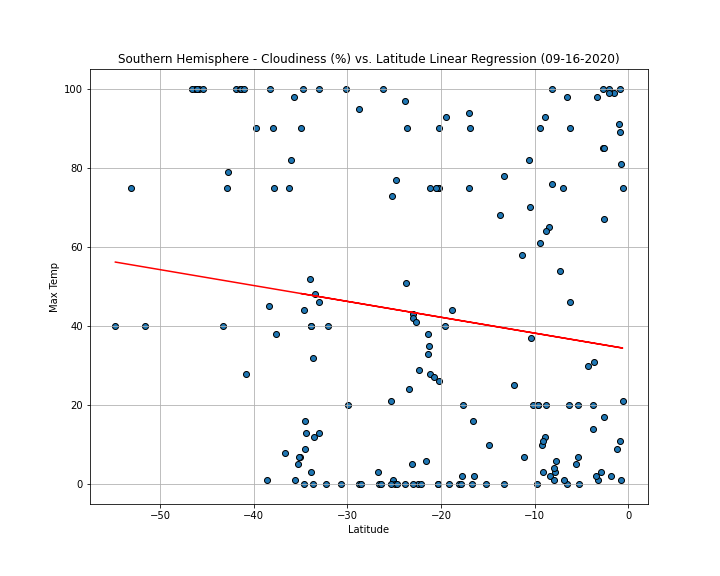 Southern Hemisphere - Cloudiness (%) vs. Latitude Linear Regression (09-16-2020)
100
80
60
40
20
0
Max Temp
−50 −40 −30 −20 −10 0
Latitude